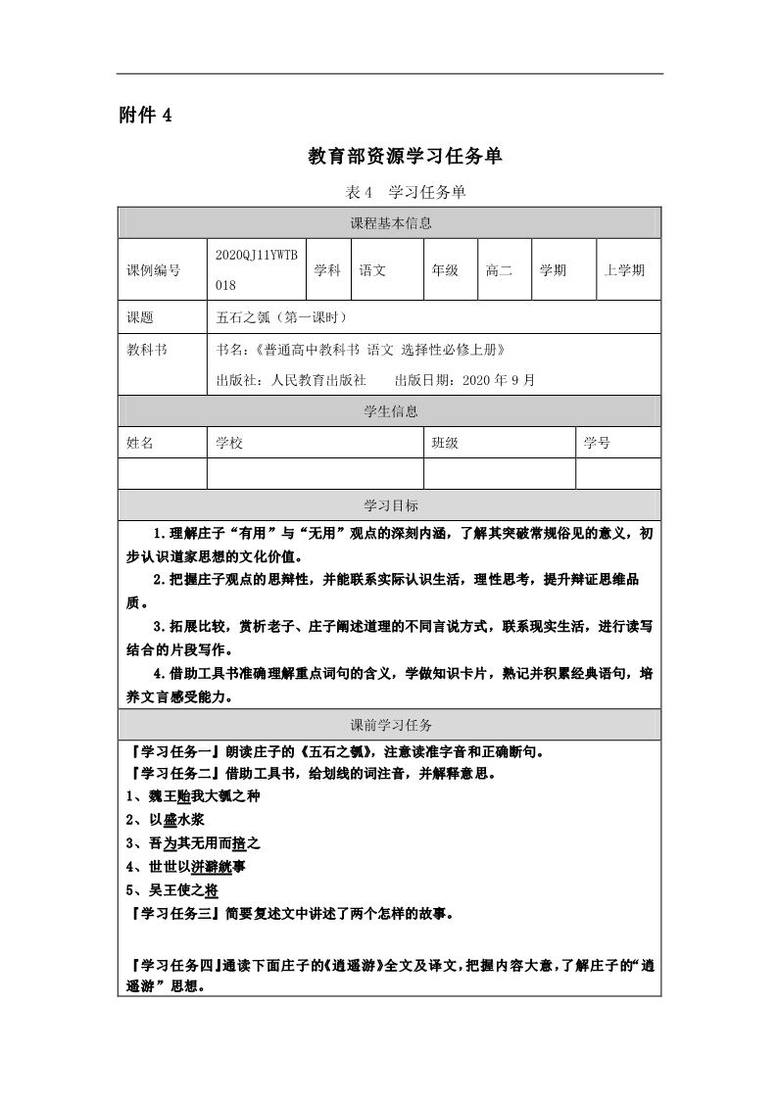 附件 4
教育部资源学习任务单
表 4 学习任务单
课程基本信息
课例编号 2020QJ11YWTB018 学科 语文 年级 高二 学期 上学期
课题 五石之瓠（第一课时）
教科书 书名：《普通高中教科书 语文 选择性必修上册》
出版社：人民教育出版社 出版日期：2020 年 9 月
学生信息
姓名 学校 班级 学号
学习目标
1.理解庄子“有用”与“无用”观点的深刻内涵，了解其突破常规俗见的意义，初
步认识道家思想的文化价值。
2.把握庄子观点的思辩性，并能联系实际认识生活，理性思考，提升辩证思维品
质。
3.拓展比较，赏析老子、庄子阐述道理的不同言说方式，联系现实生活，进行读写
结合的片段写作。
4.借助工具书准确理解重点词句的含义，学做知识卡片，熟记并积累经典语句，培
养文言感受能力。
课前学习任务
『学习任务一』朗读庄子的《五石之瓠》，注意读准字音和正确断句。
『学习任务二』借助工具书，给划线的词注音，并解释意思。
1、魏王贻我大瓠之种
2、以盛水浆
3、吾为其无用而掊之
4、世世以洴澼絖事
5、吴王使之将
『学习任务三』简要复述文中讲述了两个怎样的故事。
『学习任务四』通读下面庄子的《逍遥游》全文及译文，把握内容大意，了解庄子的“逍
遥游”思想。